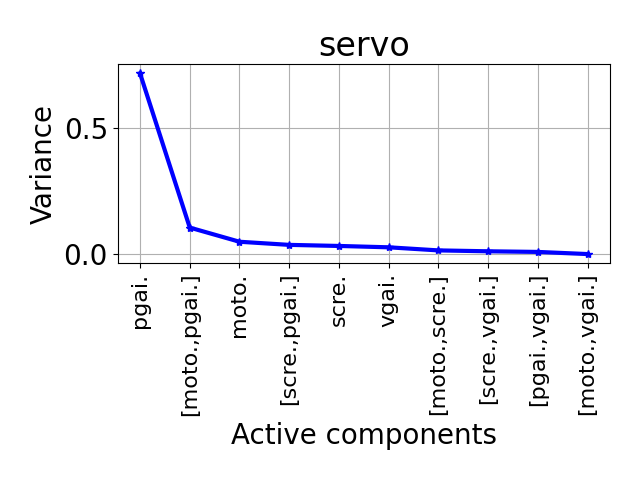 servo
Variance
0.5
0.0
pgai.
[moto.,pgai.]
moto.
[scre.,pgai.]
scre.
vgai.
[moto.,scre.]
[scre.,vgai.]
[pgai.,vgai.]
[moto.,vgai.]
Active components